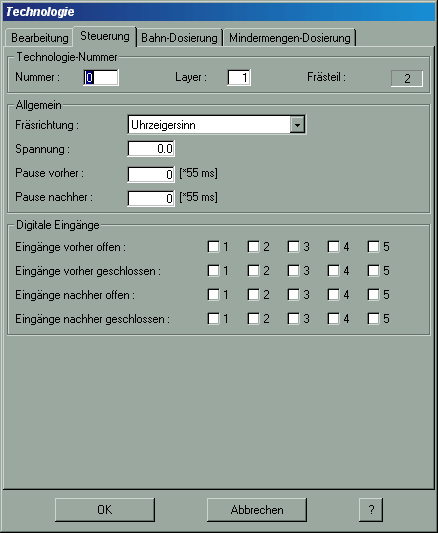 Technologie
Bearbeitung Steuerung Bahn-Dosierung Mindermengen-Dosierung
Technologie-Nummer
Nummer : 0 Layer : 1 Frästeil : 2
Allgemein
Fräsrichtung : Uhrzeigersinn
Spannung : 0.0
Pause vorher : 0 [*55 ms]
Pause nachher : 0 [*55 ms]
Digitale Eingänge
Eingänge vorher offen : 1 2 3 4 5
Eingänge vorher geschlossen : 1 2 3 4 5
Eingänge nachher offen : 1 2 3 4 5
Eingänge nachher geschlossen : 1 2 3 4 5
OK Abbrechen ?